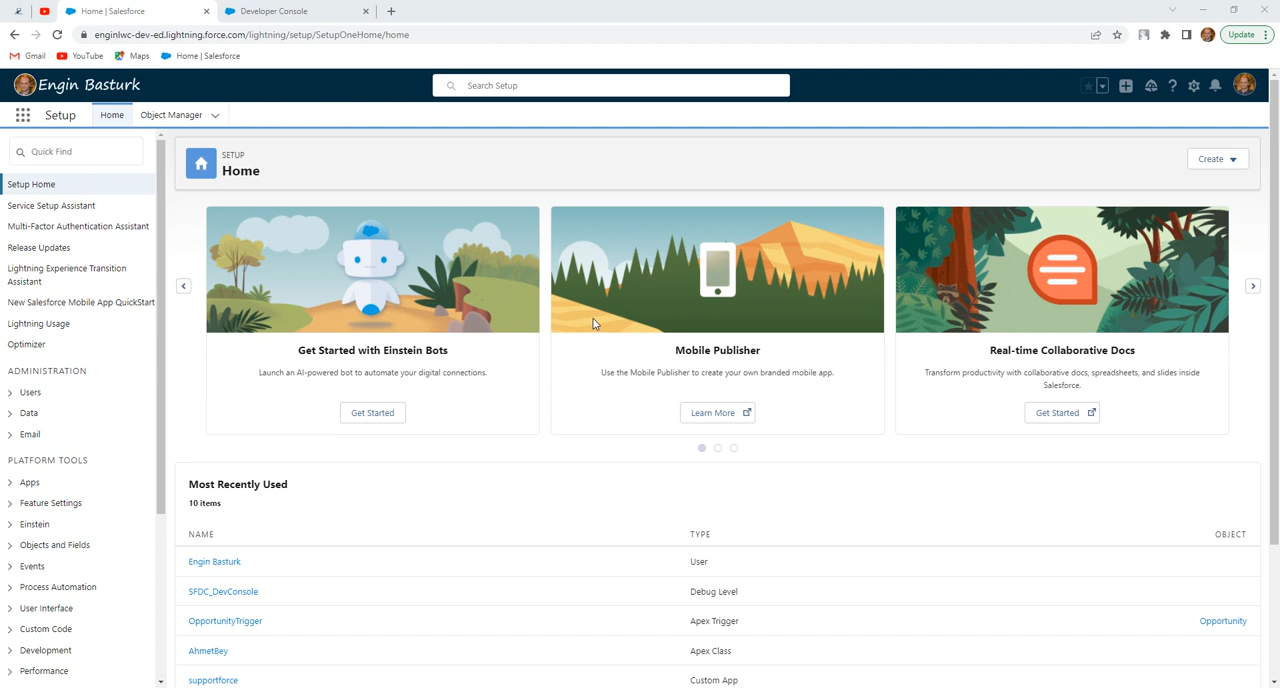 Home | Salesforce
Developer Console
enginlwc-dev-ed.lightning.force.com/lightning/setup/SetupOneHome/home
Update
Gmail
YouTube
Maps
Home | Salesforce
Engin Basturk
Search Setup
Setup
Home
Object Manager
Quick Find
Setup Home
Service Setup Assistant
Multi-Factor Authentication Assistant
Release Updates
Lightning Experience Transition
Assistant
New Salesforce Mobile App QuickStart
Lightning Usage
Optimizer
ADMINISTRATION
Users
Data
Email
PLATFORM TOOLS
Apps
Feature Settings
Einstein
Objects and Fields
Events
Process Automation
User Interface
Custom Code
Development
Performance
SETUP
Home
Create
Get Started with Einstein Bots
Launch an AI-powered bot to automate your digital connections.
Get Started
Mobile Publisher
Use the Mobile Publisher to create your own branded mobile app.
Learn More
Real-time Collaborative Docs
Transform productivity with collaborative docs, spreadsheets, and slides inside
Salesforce.
Get Started
Most Recently Used
10 items
NAME TYPE OBJECT
Engin Basturk User
SFDC_DevConsole Debug Level
OpportunityTrigger Apex Trigger Opportunity
AhmetBey Apex Class
supportforce Custom App